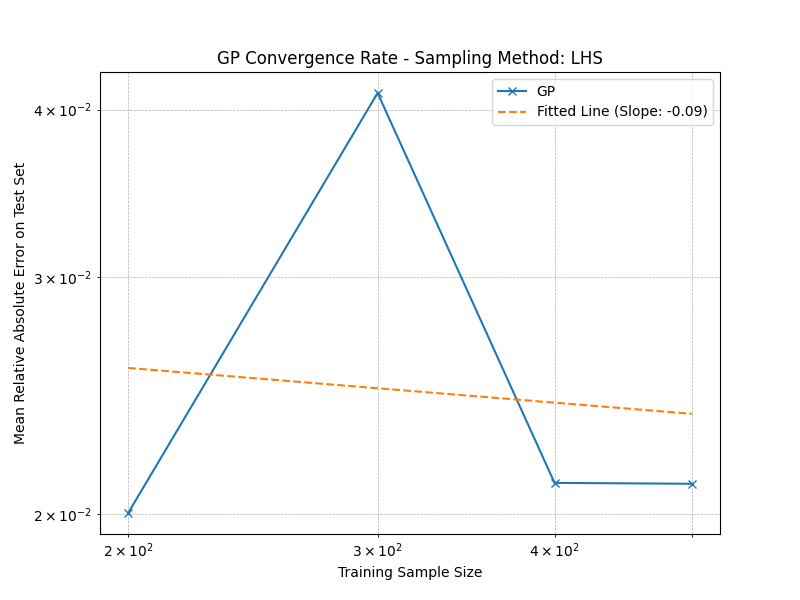 GP Convergence Rate - Sampling Method: LHS
GP
Fitted Line (Slope: -0.09)
Mean Relative Absolute Error on Test Set
4 × 10⁻²
3 × 10⁻²
2 × 10⁻²
2 × 10²
3 × 10²
4 × 10²
Training Sample Size